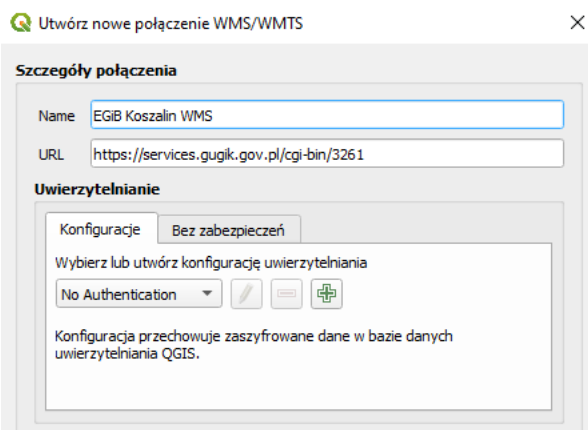 Utwórz nowe połączenie WMS/WMTS
Szczegóły połączenia
Name EGiB Koszalin WMS
URL https://services.gugik.gov.pl/cgi-bin/3261
Uwierzytelnianie
Konfiguracje Bez zabezpieczeń
Wybierz lub utwórz konfigurację uwierzytelniania
No Authentication
Konfiguracja przechowuje zaszyfrowane dane w bazie danych
uwierzytelniania QGIS.